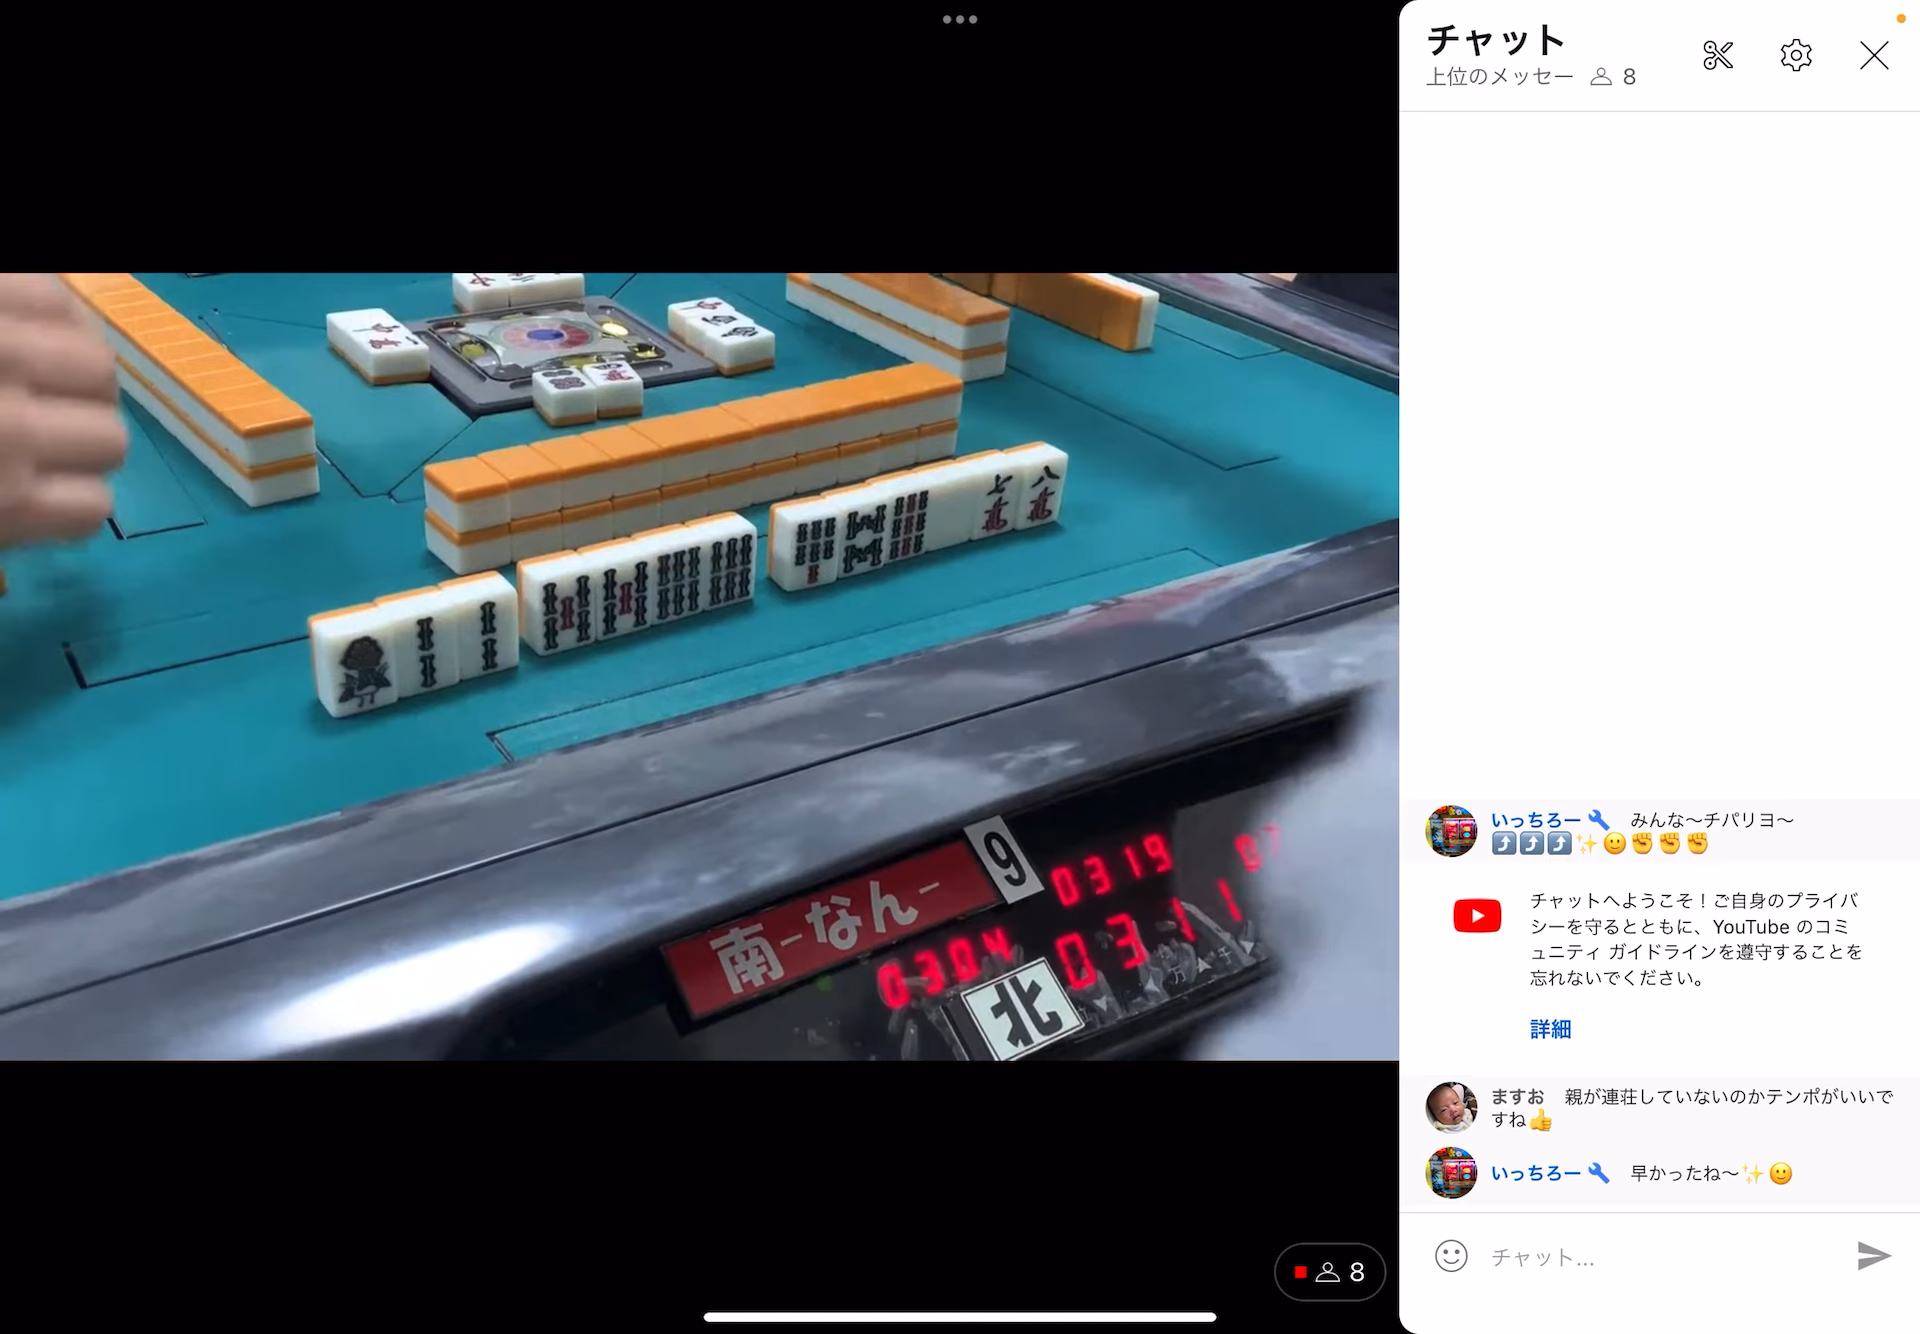 チャット
上位のメッセー 8
七萬
八萬
南-なん-
9
0319
0304
0311
北
いっちろー みんな〜チパリヨ〜
⤴️⤴️⤴️✨🙂✊✊✊
チャットへようこそ！ご自身のプライバ
シーを守るとともに、YouTube のコミ
ュニティ ガイドラインを遵守することを
忘れないでください。
詳細
ますお 親が連荘していないのかテンポがいいで
すね👍
いっちろー 早かったね〜✨🙂
チャット...
8